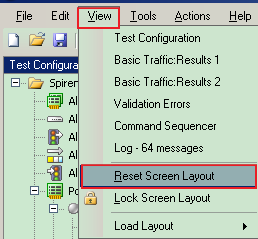 File Edit View Tools Actions Help
Test Configuration
Basic Traffic:Results 1
Test Configura
Basic Traffic:Results 2
Spiren
Validation Errors
Al
Command Sequencer
Al
Log - 64 messages
Al
Al
Reset Screen Layout
Al
Po
Lock Screen Layout
Load Layout